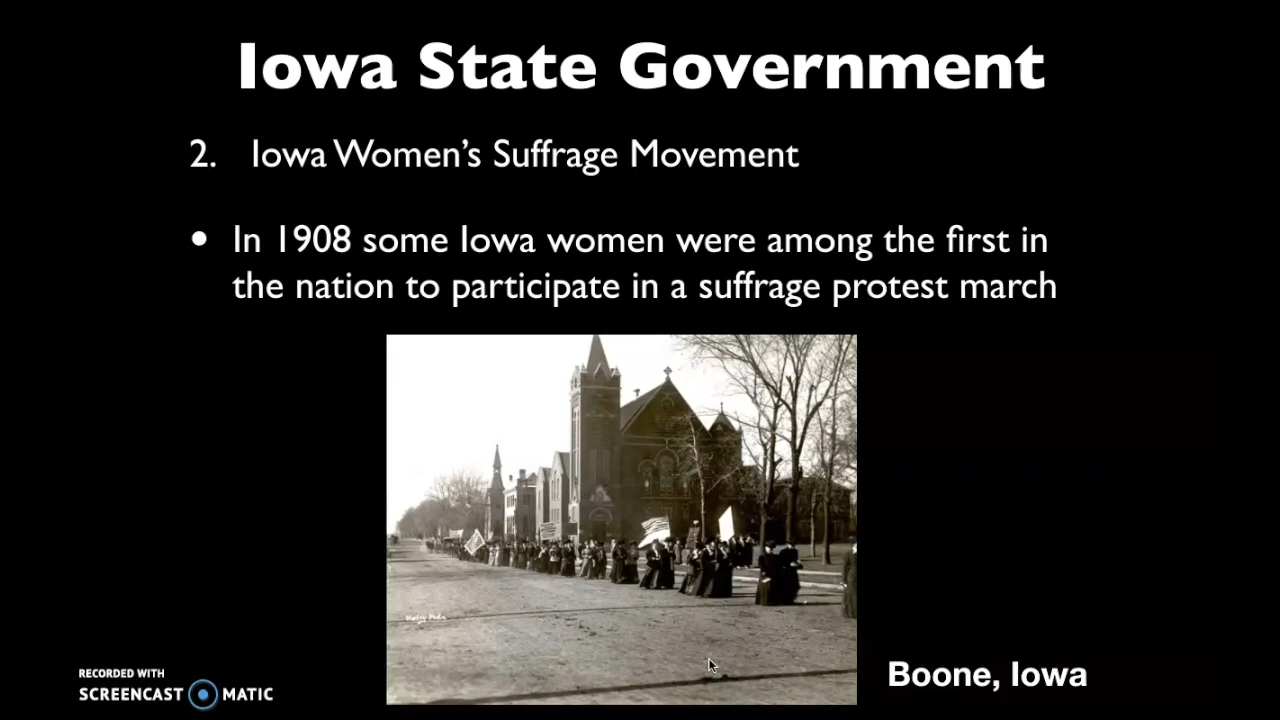 Iowa State Government
2. Iowa Women's Suffrage Movement
• In 1908 some Iowa women were among the first in
the nation to participate in a suffrage protest march
RECORDED WITH
SCREENCAST MATIC
Boone, Iowa